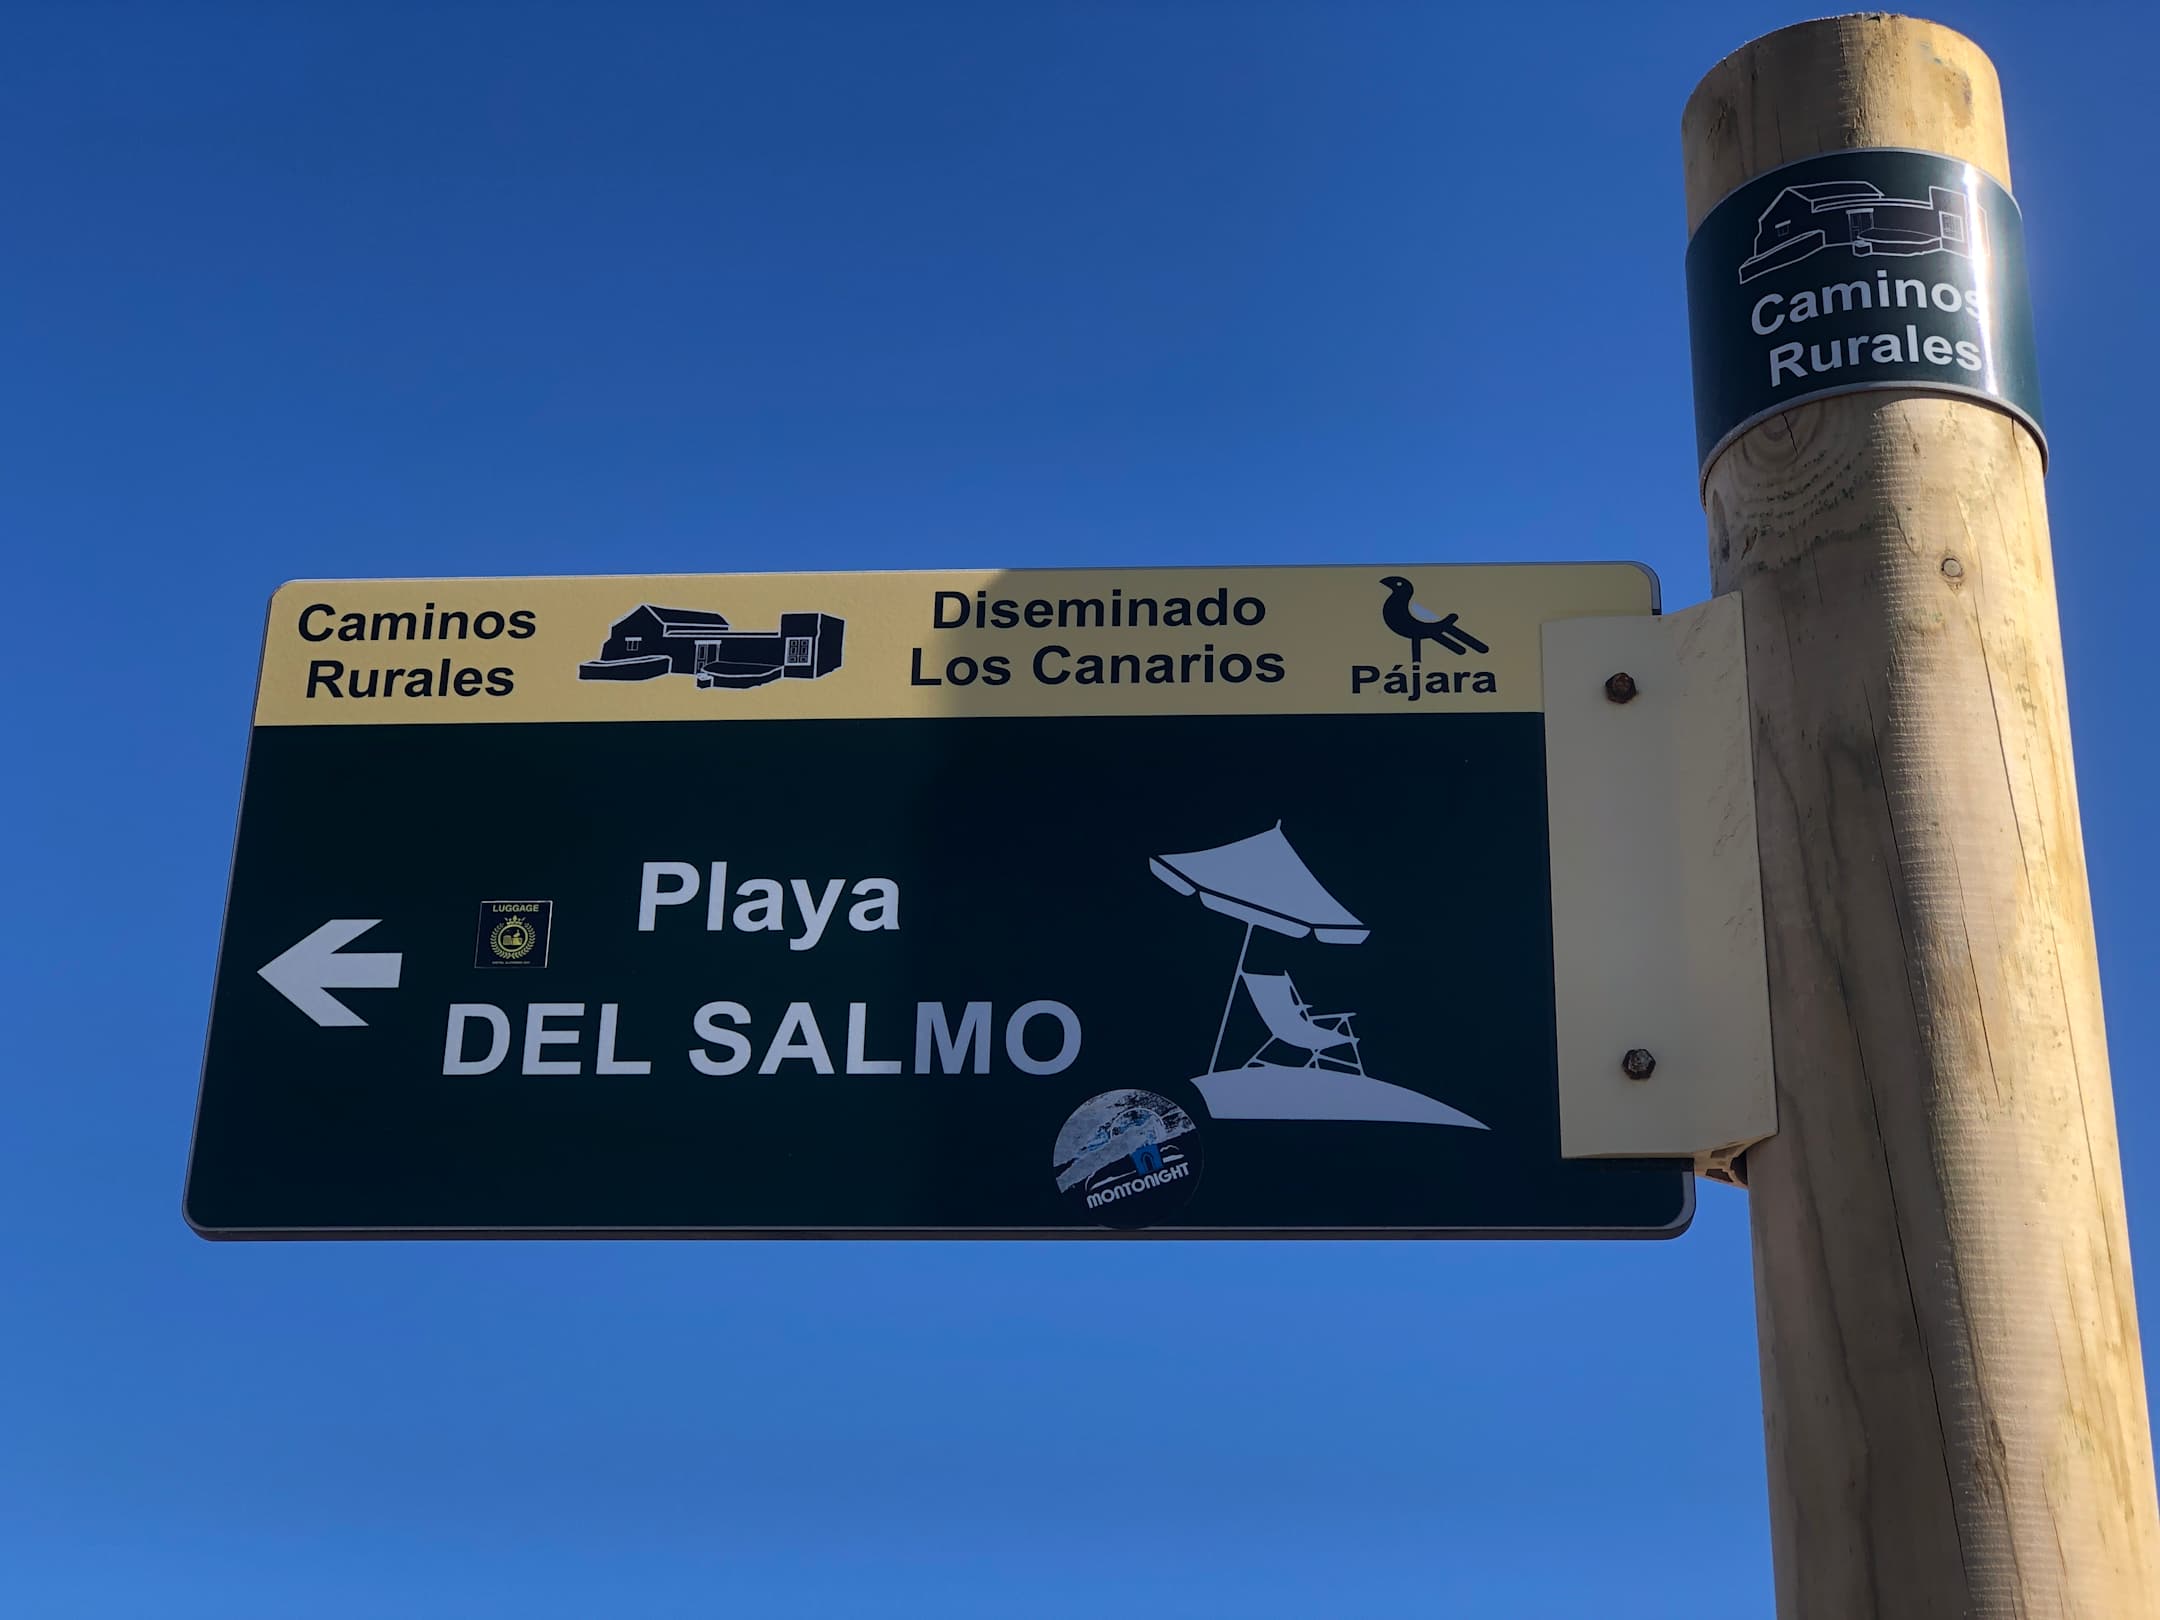 Caminos
Rurales
Caminos
Rurales
Diseminado
Los Canarios
Pájara
Playa
DEL SALMO
LUGGAGE
MONTONIGHT